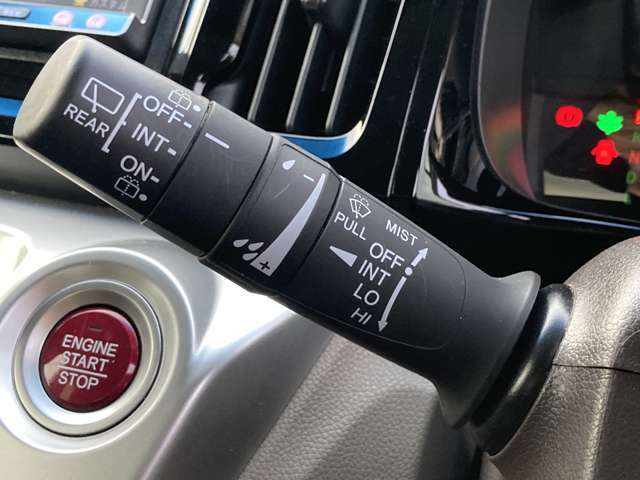 OFF
INT
ON
REAR
- 
+
MIST
PULL
OFF
INT
LO
HI
ENGINE
START
STOP